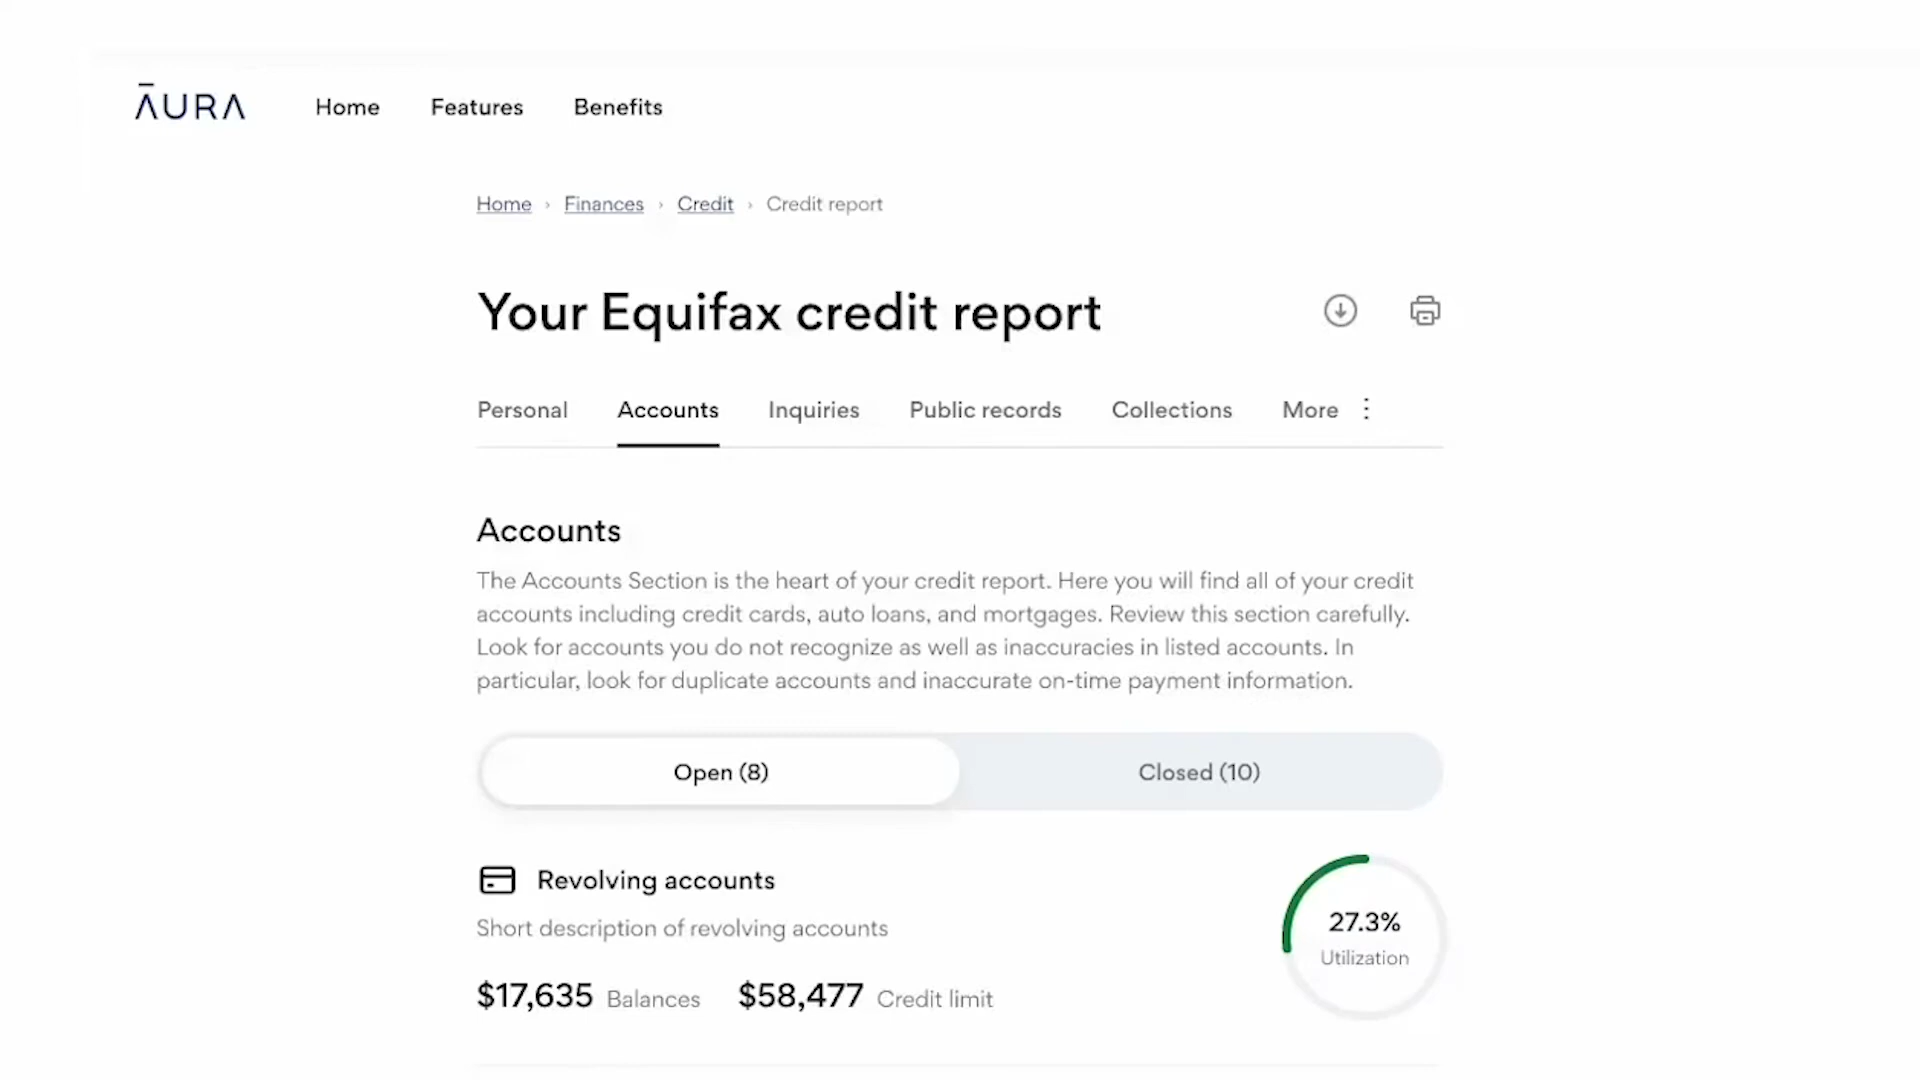 ĀURA Home Features Benefits
Home › Finances › Credit › Credit report
Your Equifax credit report
Personal Accounts Inquiries Public records Collections More
Accounts
The Accounts Section is the heart of your credit report. Here you will find all of your credit
accounts including credit cards, auto loans, and mortgages. Review this section carefully.
Look for accounts you do not recognize as well as inaccuracies in listed accounts. In
particular, look for duplicate accounts and inaccurate on-time payment information.
Open (8) Closed (10)
Revolving accounts
Short description of revolving accounts
$17,635 Balances $58,477 Credit limit
27.3%
Utilization